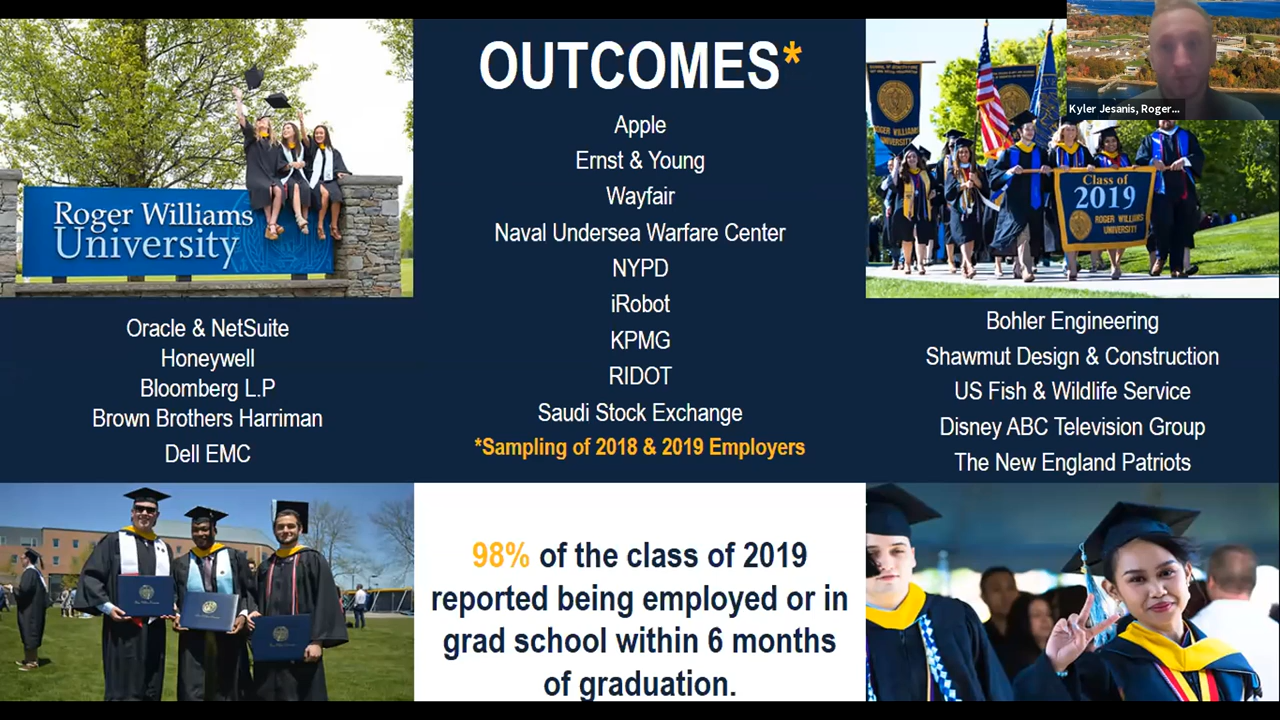 OUTCOMES*
Apple
Ernst & Young
Wayfair
Naval Undersea Warfare Center
NYPD
iRobot
KPMG
RIDOT
Saudi Stock Exchange
*Sampling of 2018 & 2019 Employers
Roger Williams
University
Oracle & NetSuite
Honeywell
Bloomberg L.P
Brown Brothers Harriman
Dell EMC
Kyler Jesanis, Roger...
ROGER WILLIAMS
UNIVERSITY
Class of
2019
ROGER WILLIAMS
UNIVERSITY
Bohler Engineering
Shawmut Design & Construction
US Fish & Wildlife Service
Disney ABC Television Group
The New England Patriots
98% of the class of 2019
reported being employed or in
grad school within 6 months
of graduation.